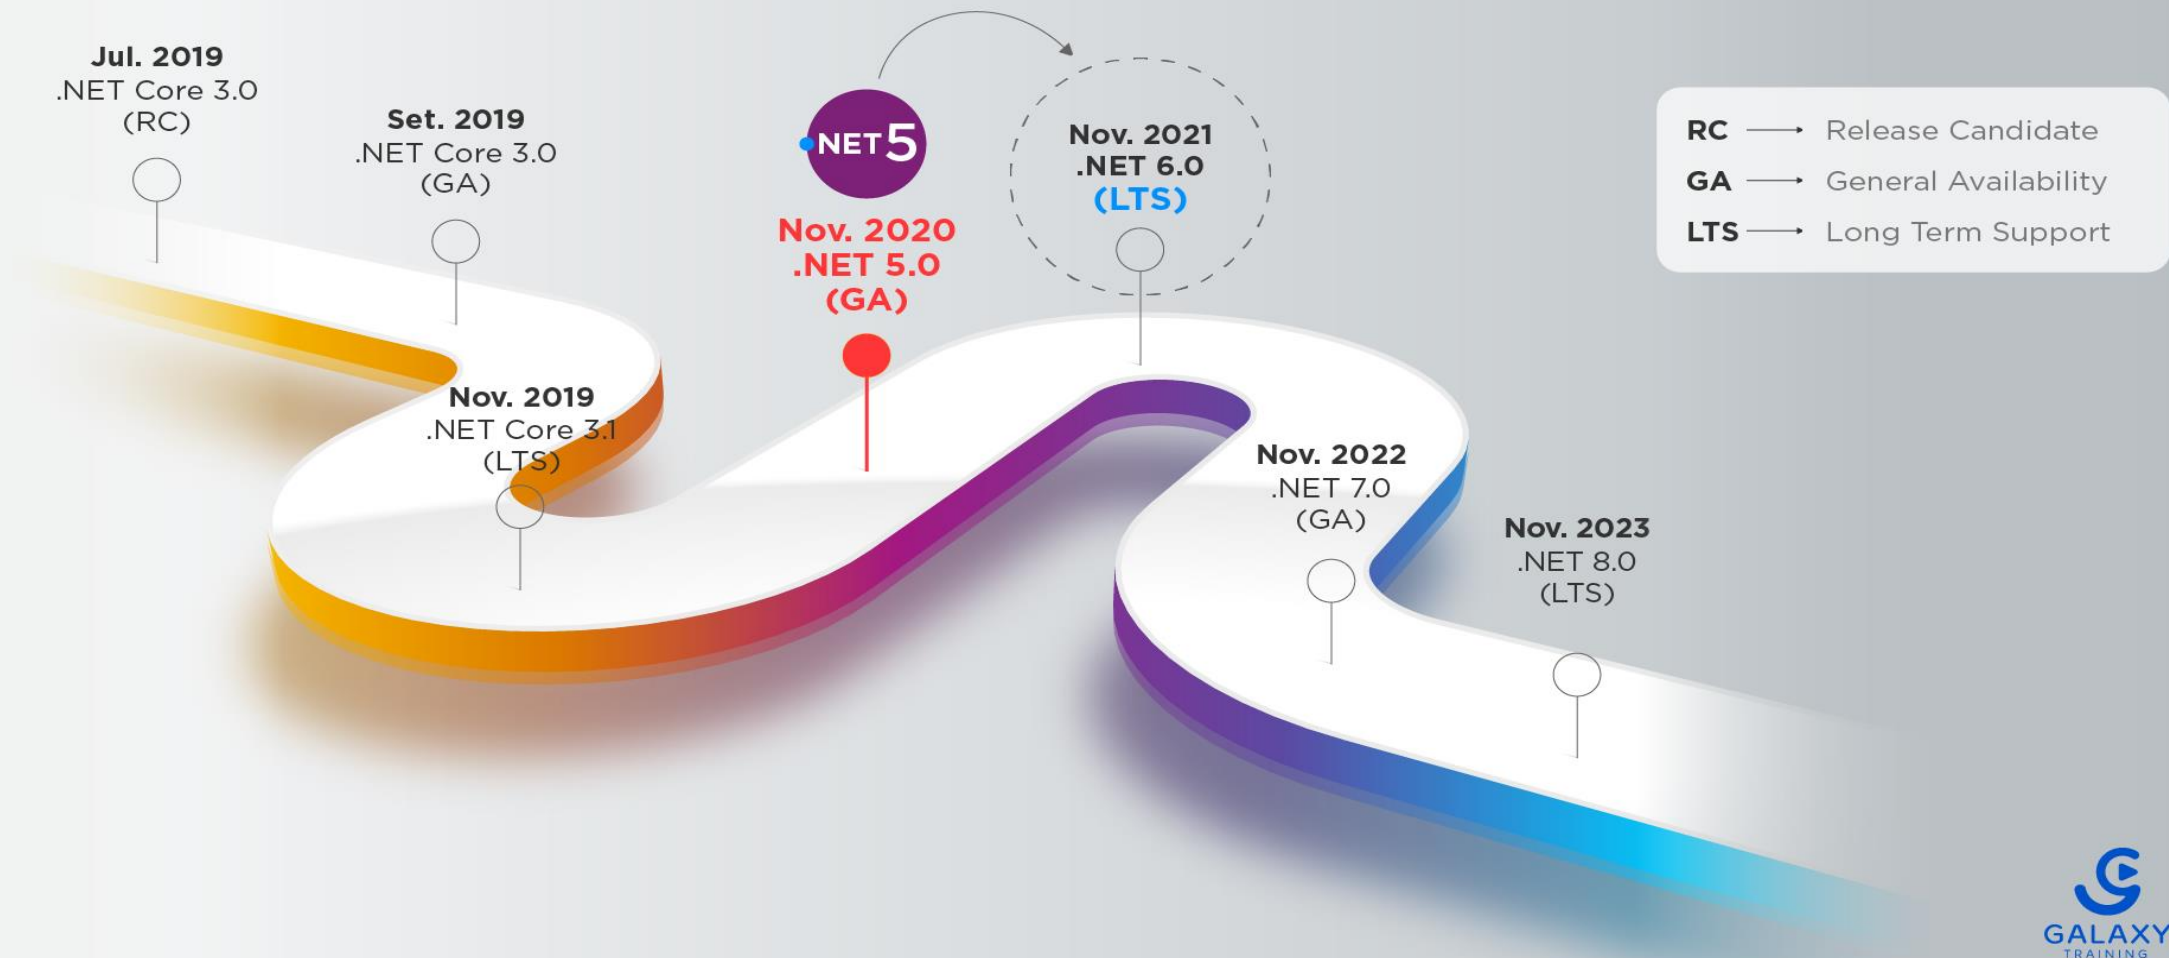 Jul. 2019
.NET Core 3.0
(RC)
Set. 2019
.NET Core 3.0
(GA)
Nov. 2019
.NET Core 3.1
(LTS)
.NET 5
Nov. 2020
.NET 5.0
(GA)
Nov. 2021
.NET 6.0
(LTS)
Nov. 2022
.NET 7.0
(GA)
Nov. 2023
.NET 8.0
(LTS)
RC Release Candidate
GA General Availability
LTS Long Term Support
GALAXY
TRAINING